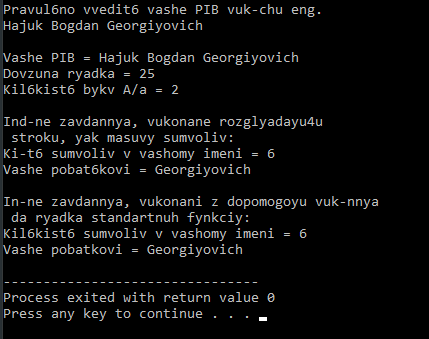 Pravul6no vvedit6 vashe PIB vuk-chu eng.
Hajuk Bogdan Georgiyovich
Vashe PIB = Hajuk Bogdan Georgiyovich
Dovzuna ryadka = 25
Kil6kist6 bykv A/a = 2
Ind-ne zavdannya, vukonane rozglyadayu4u
stroku, yak masuvy sumvoliv:
Ki-t6 sumvoliv v vashomy imeni = 6
Vashe pobat6kovi = Georgiyovich
In-ne zavdannya, vukonani z dopomogoyu vuk-nnya
da ryadka standartnuh fynkciy:
Kil6kist6 sumvoliv v vashomy imeni = 6
Vashe pobatkovi = Georgiyovich
--------------------------------
Process exited with return value 0
Press any key to continue . . .